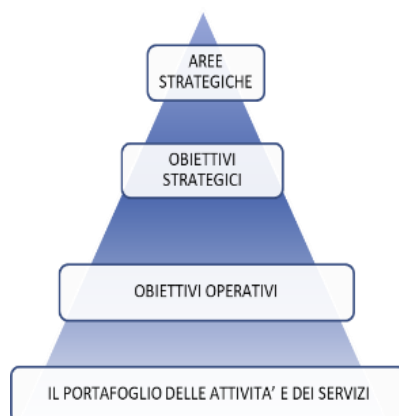 AREE
STRATEGICHE
OBIETTIVI
STRATEGICI
OBIETTIVI OPERATIVI
IL PORTAFOGLIO DELLE ATTIVITA’ E DEI SERVIZI